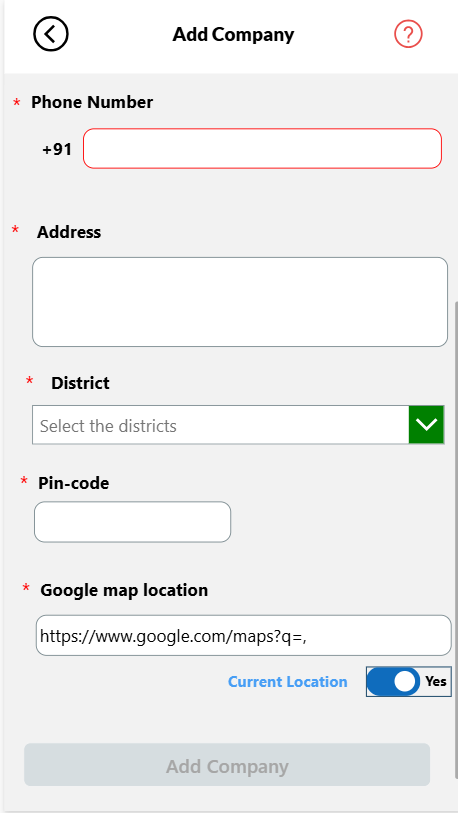 Add Company
?
* Phone Number
+91
* Address
* District
Select the districts
* Pin-code
* Google map location
https://www.google.com/maps?q=,
Current Location Yes
Add Company